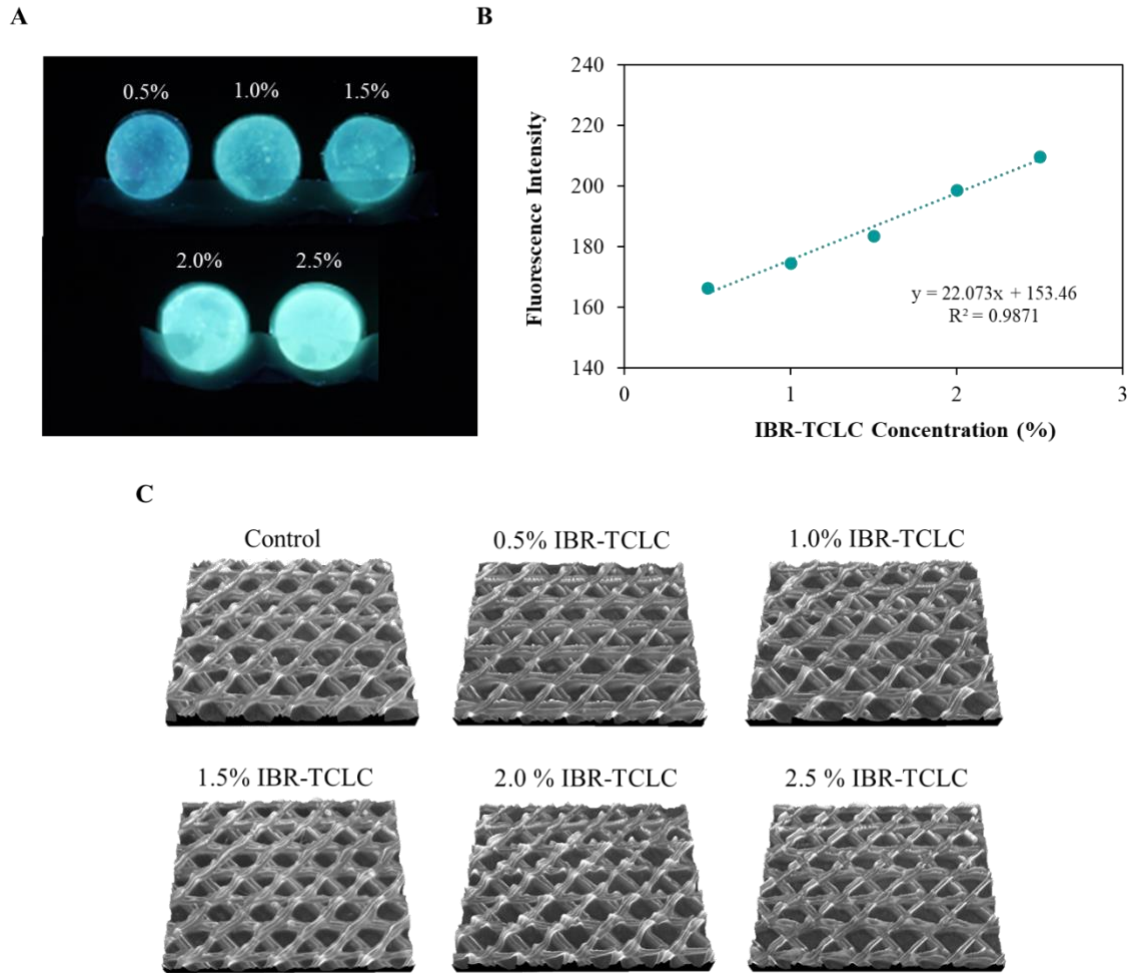 A
B
0.5%
1.0%
1.5%
2.0%
2.5%
240
220
200
180
160
140
0
1
2
3
Fluorescence Intensity
y = 22.073x + 153.46
R² = 0.9871
IBR-TCLC Concentration (%)
C
Control
0.5% IBR-TCLC
1.0% IBR-TCLC
1.5% IBR-TCLC
2.0 % IBR-TCLC
2.5 % IBR-TCLC